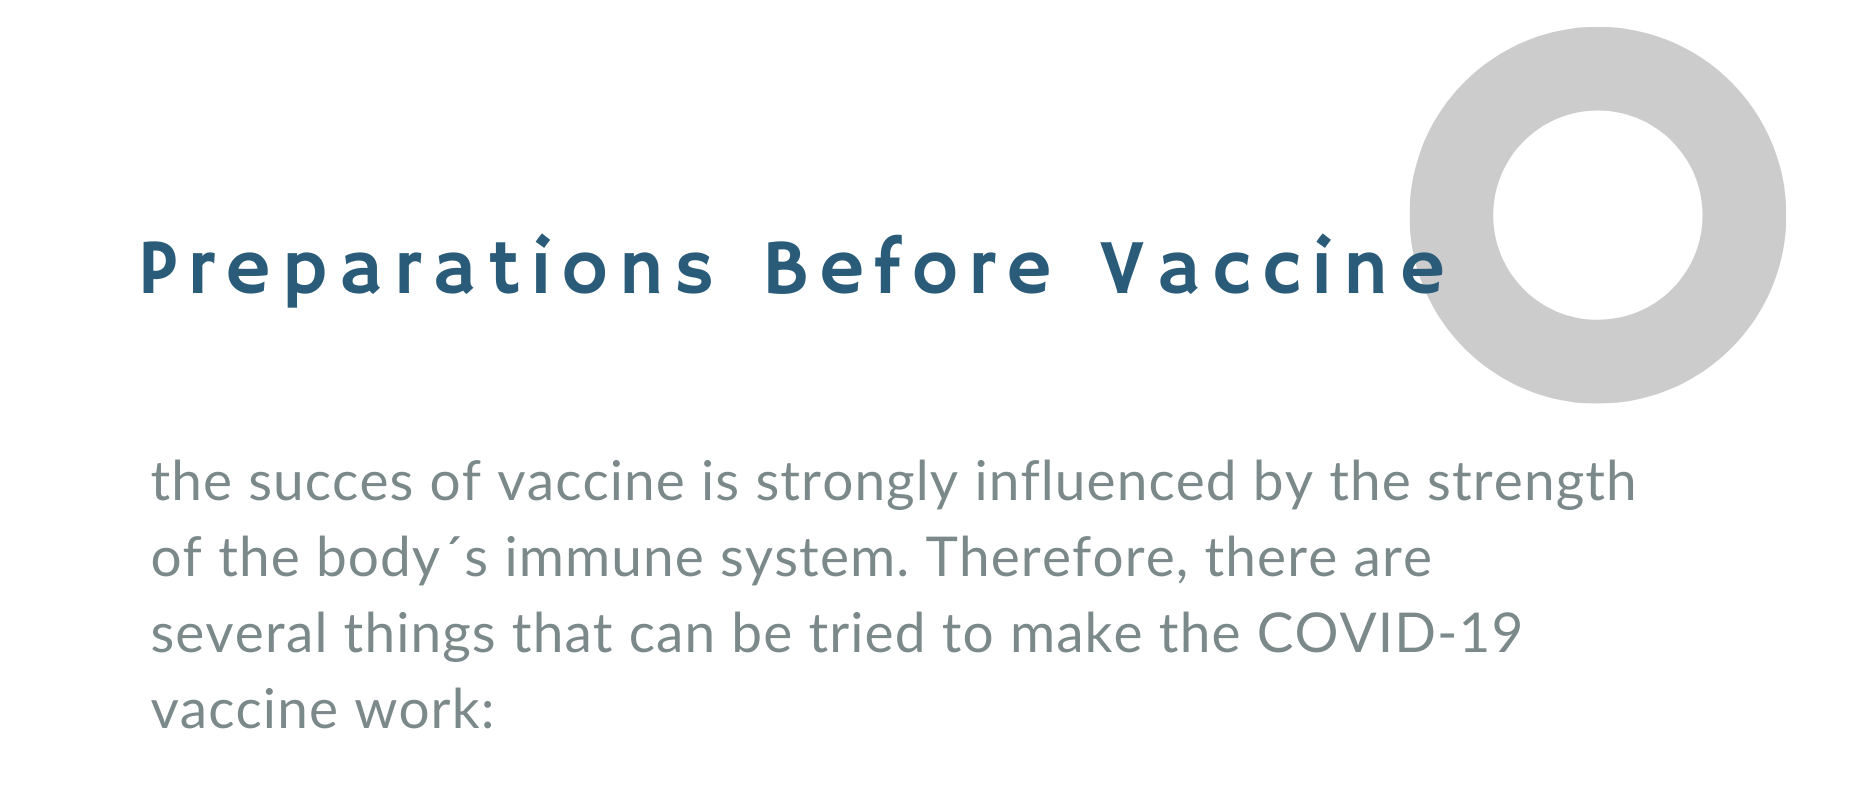 Preparations Before Vaccine
the succes of vaccine is strongly influenced by the strength
of the body´s immune system. Therefore, there are
several things that can be tried to make the COVID-19
vaccine work: